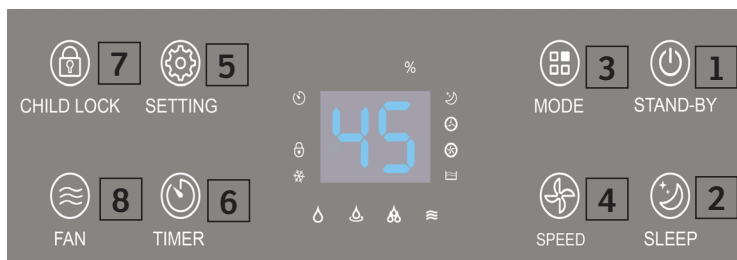 %
7 5 3 1
CHILD LOCK SETTING MODE STAND-BY
45
8 6 4 2
FAN TIMER SPEED SLEEP